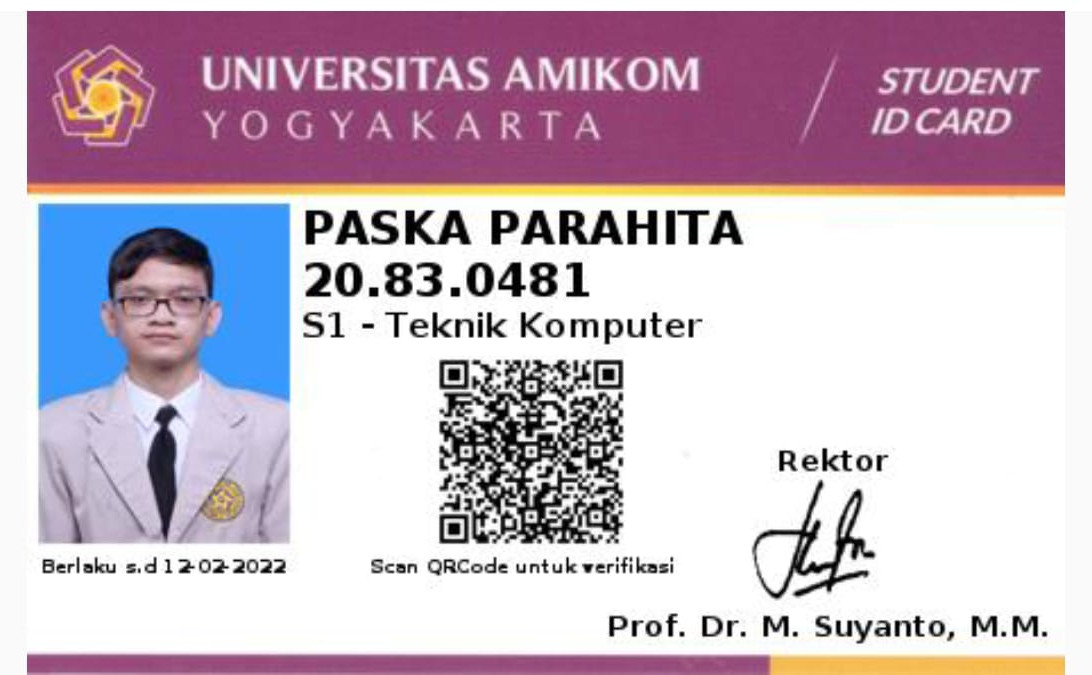 UNIVERSITAS AMIKOM
YOGYAKARTA
STUDENT
ID CARD
PASKA PARAHITA
20.83.0481
S1 - Teknik Komputer
Berlaku s.d 12-02-2022
Scan QRCode untuk verifikasi
Rektor
Prof. Dr. M. Suyanto, M.M.